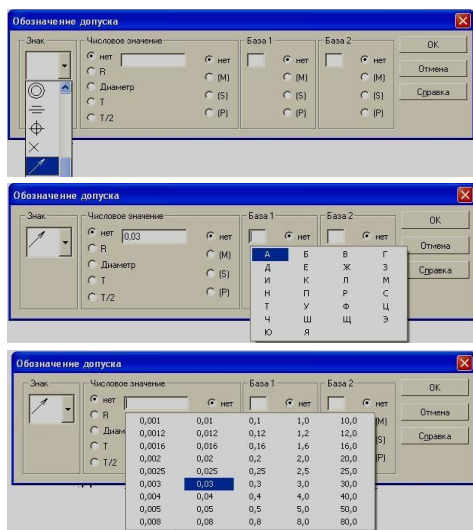 Обозначение допуска
Знак Числовое значение База 1 База 2
нет нет нет нет OK
R (M) (M) (M) Отмена
Диаметр (S) (S) (S) Справка
T (P) (P) (P)
T/2
Обозначение допуска
Знак Числовое значение База 1 База 2
нет 0,03 нет нет нет OK
R (M) Отмена
Диаметр (S) Справка
T (P)
T/2
А Б В Г
Д Е Ж З
И К Л М
Н П Р С
Т У Ф Ц
Ч Ш Щ Э
Ю Я
Обозначение допуска
Знак Числовое значение База 1 База 2
нет нет нет нет OK
R (M) Отмена
Диам (S) Справка
T (P)
T/2
0,001 0,01 0,1 1,0 10,0
0,0012 0,012 0,12 1,2 12,0
0,0016 0,016 0,16 1,6 16,0
0,002 0,02 0,2 2,0 20,0
0,0025 0,025 0,25 2,5 25,0
0,003 0,03 0,3 3,0 30,0
0,004 0,04 0,4 4,0 40,0
0,005 0,05 0,5 5,0 50,0
0,008 0,08 0,8 8,0 80,0